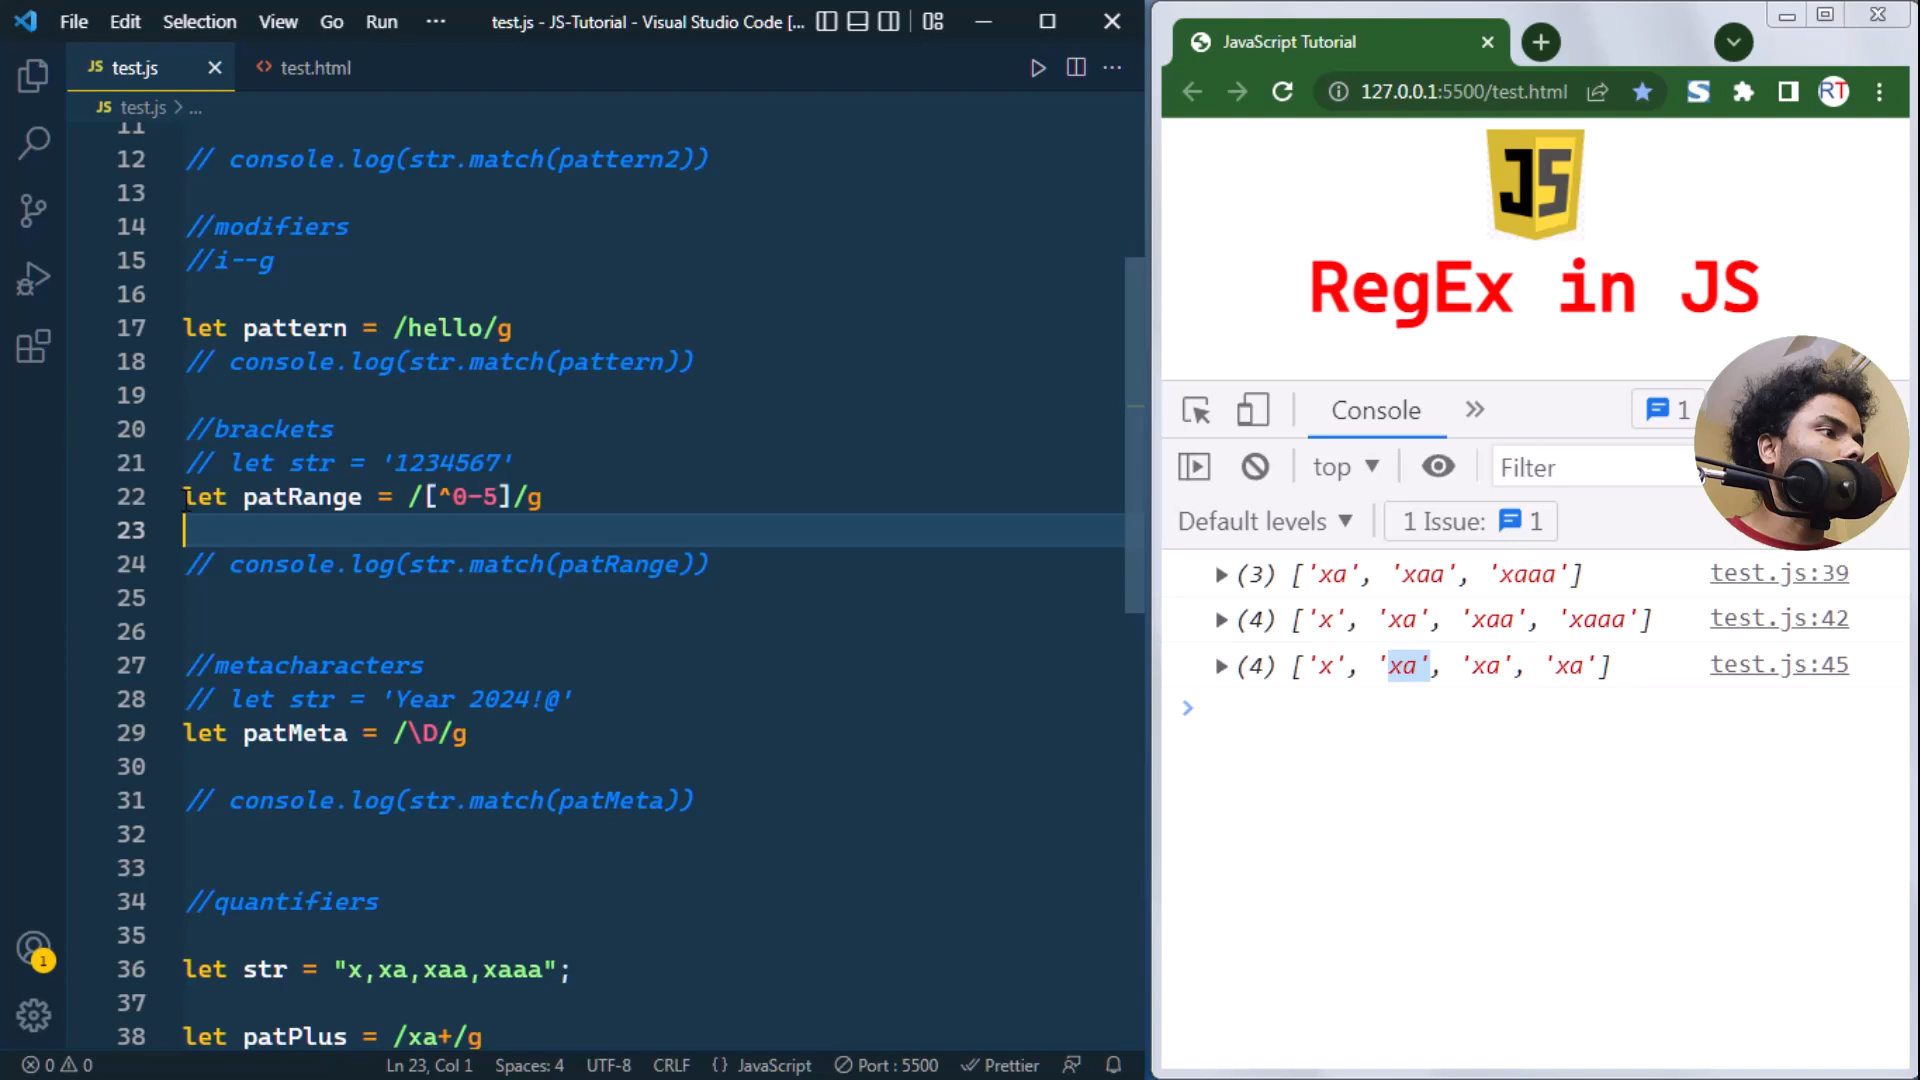 File Edit Selection View Go Run ··· test.js - JS-Tutorial - Visual Studio Code [...
JS test.js
<> test.html
JS test.js > ...
11
12 // console.log(str.match(pattern2))
13
14 //modifiers
15 //i--g
16
17 let pattern = /hello/g
18 // console.log(str.match(pattern))
19
20 //brackets
21 // let str = '1234567'
22 let patRange = /[^0-5]/g
23
24 // console.log(str.match(patRange))
25
26
27 //metacharacters
28 // let str = 'Year 2024!@'
29 let patMeta = /\D/g
30
31 // console.log(str.match(patMeta))
32
33
34 //quantifiers
35
36 let str = "x,xa,xaa,xaaa";
37
38 let patPlus = /xa+/g
1
0 0 Ln 23, Col 1 Spaces: 4 UTF-8 CRLF {} JavaScript Port : 5500 Prettier
JavaScript Tutorial
127.0.0.1:5500/test.html
S RT
JS
RegEx in JS
Console » 1
top Filter
Default levels 1 Issue: 1
(3) ['xa', 'xaa', 'xaaa'] test.js:39
(4) ['x', 'xa', 'xaa', 'xaaa'] test.js:42
(4) ['x', 'xa', 'xa', 'xa'] test.js:45
>